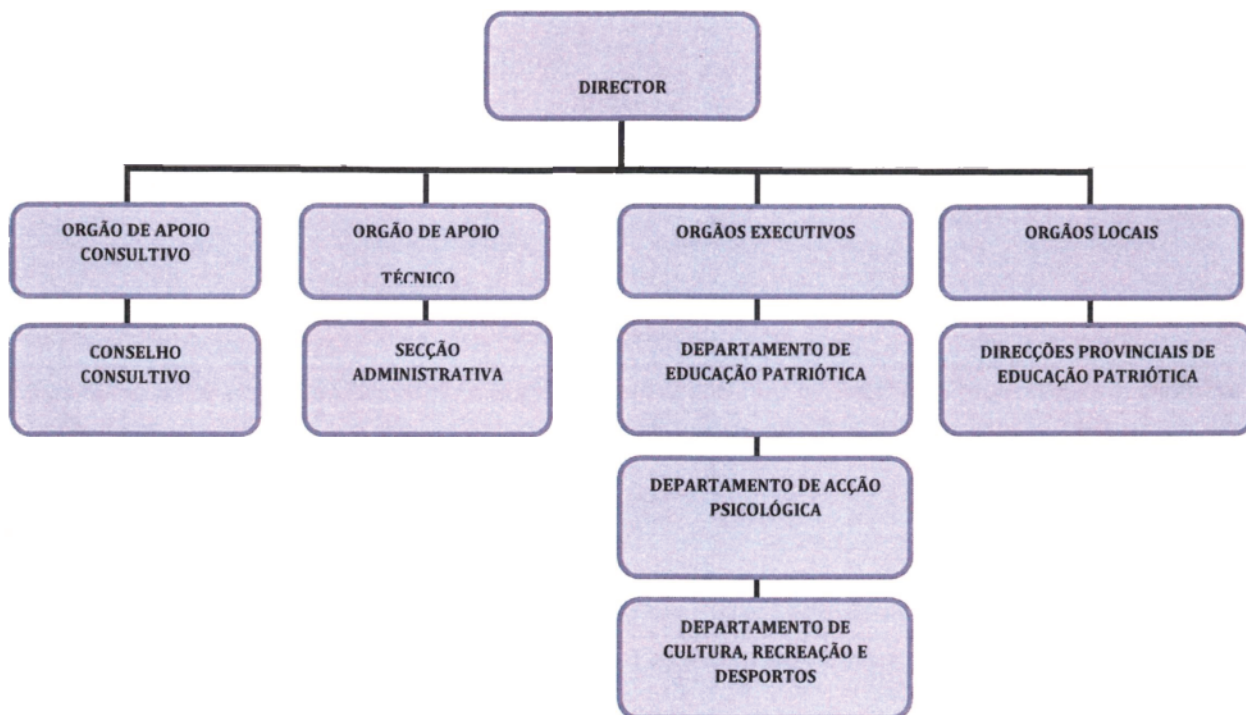 DIRECTOR
ORGÃO DE APOIO
CONSULTIVO
ORGÃO DE APOIO
TÉCNICO
ORGÃOS EXECUTIVOS
ORGÃOS LOCAIS
CONSELHO
CONSULTIVO
SECÇÃO
ADMINISTRATIVA
DEPARTAMENTO DE
EDUCAÇÃO PATRIÓTICA
DIRECÇÕES PROVINCIAIS DE
EDUCAÇÃO PATRIÓTICA
DEPARTAMENTO DE ACÇÃO
PSICOLÓGICA
DEPARTAMENTO DE
CULTURA, RECREAÇÃO E
DESPORTOS